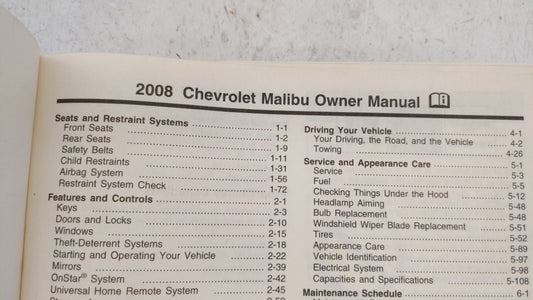 2008 Chevrolet Malibu Owner Manual
Seats and Restraint Systems ........ 1-1
Front Seats ........ 1-1
Rear Seats ........ 1-2
Safety Belts ........ 1-9
Child Restraints ........ 1-11
Airbag System ........ 1-31
Restraint System Check ........ 1-56
1-72
Features and Controls ........ 2-1
Keys ........ 2-3
Doors and Locks ........ 2-10
Windows ........ 2-15
Theft-Deterrent Systems ........ 2-18
Starting and Operating Your Vehicle ........ 2-22
Mirrors ........ 2-39
OnStar® System ........ 2-42
Universal Home Remote System ........ 2-45
Driving Your Vehicle ........ 4-1
Your Driving, the Road, and the Vehicle ........ 4-2
Towing ........ 4-26
Service and Appearance Care ........ 5-1
Service ........ 5-3
Fuel ........ 5-5
Checking Things Under the Hood ........ 5-12
Headlamp Aiming ........ 5-48
Bulb Replacement ........ 5-48
Windshield Wiper Blade Replacement ........ 5-51
Tires ........ 5-52
Appearance Care ........ 5-89
Vehicle Identification ........ 5-97
Electrical System ........ 5-98
Capacities and Specifications ........ 5-108
Maintenance Schedule ........ 6-1